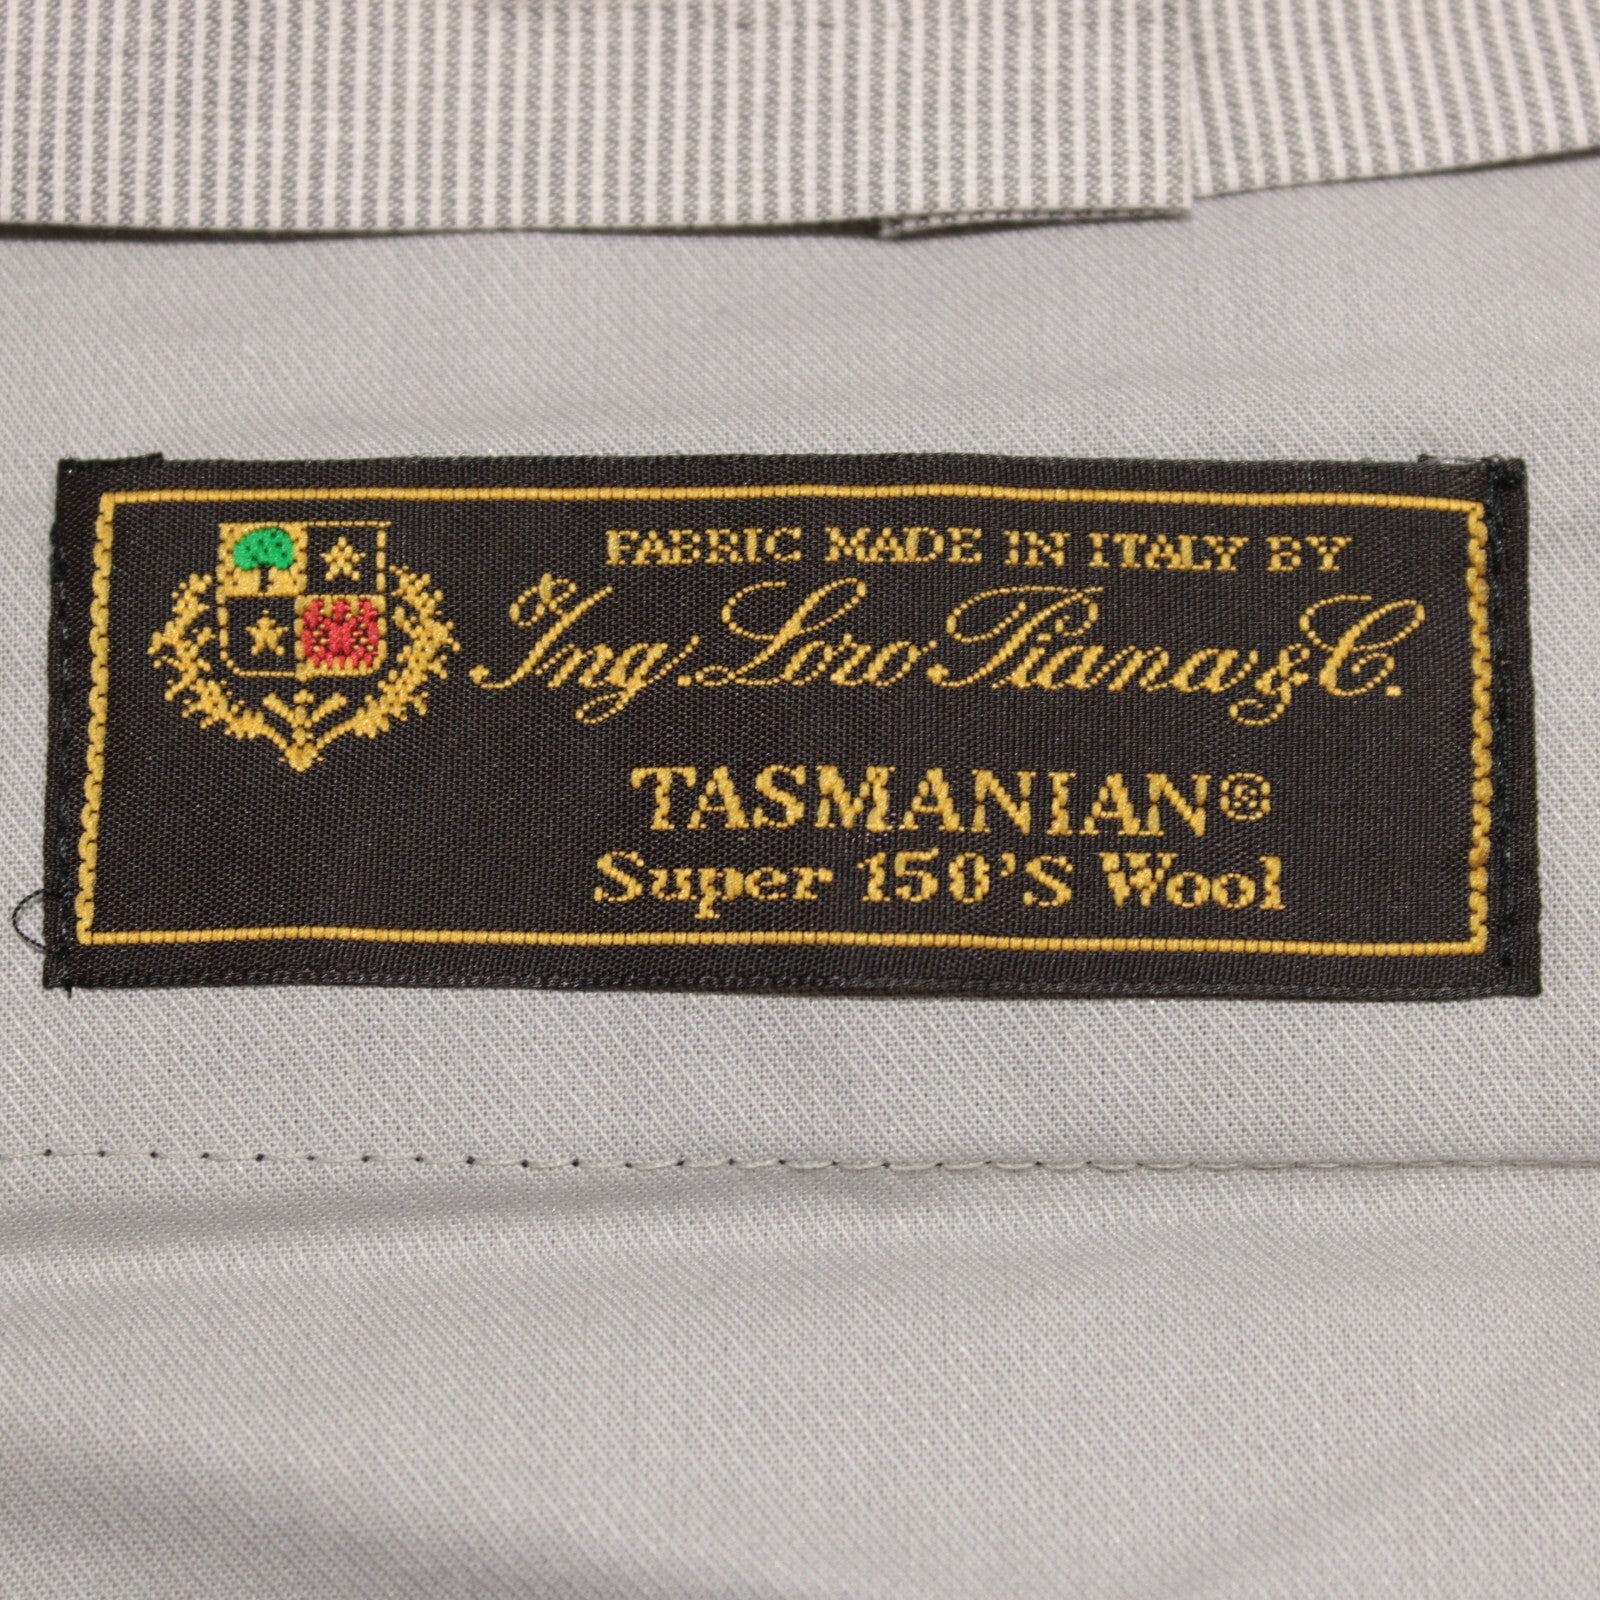 FABRIC MADE IN ITALY BY
Ing. Loro Piana & C.
TASMANIAN®
Super 150'S Wool